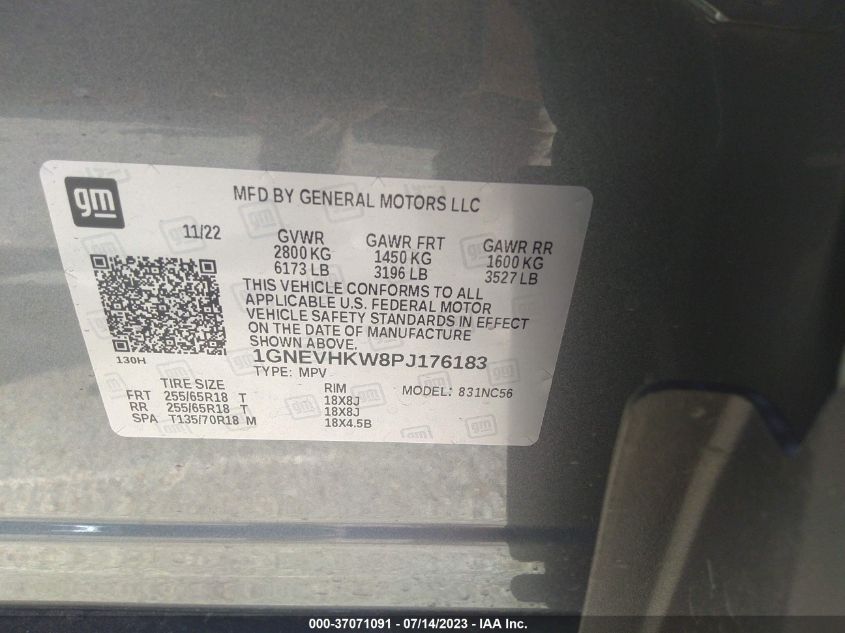 gm
MFD BY GENERAL MOTORS LLC
11/22
GVWR GAWR FRT GAWR RR
2800 KG 1450 KG 1600 KG
6173 LB 3196 LB 3527 LB
THIS VEHICLE CONFORMS TO ALL
APPLICABLE U.S. FEDERAL MOTOR
VEHICLE SAFETY STANDARDS IN EFFECT
ON THE DATE OF MANUFACTURE
SHOWN ABOVE.
130H
1GNEVHKW8PJ176183
TYPE: MPV
MODEL: 831NC56
TIRE SIZE RIM
FRT 255/65R18 T 18X8J
RR 255/65R18 T 18X8J
SPA T135/70R18 M 18X4.5B
000-37071091 - 07/14/2023 - IAA Inc.